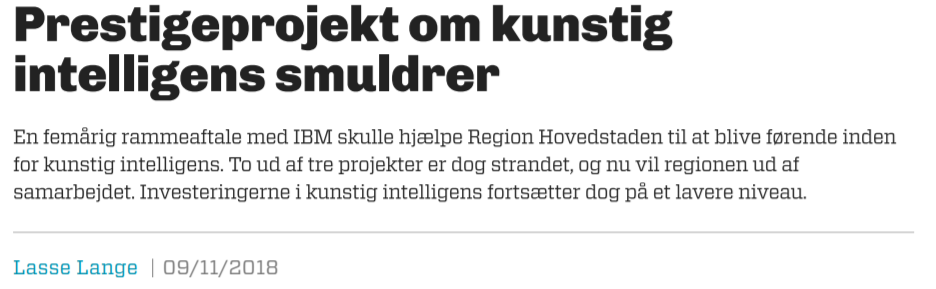 Prestigeprojekt om kunstig
intelligens smuldrer
En femårig rammeaftale med IBM skulle hjælpe Region Hovedstaden til at blive førende inden
for kunstig intelligens. To ud af tre projekter er dog strandet, og nu vil regionen ud af
samarbejdet. Investeringerne i kunstig intelligens fortsætter dog på et lavere niveau.
Lasse Lange | 09/11/2018